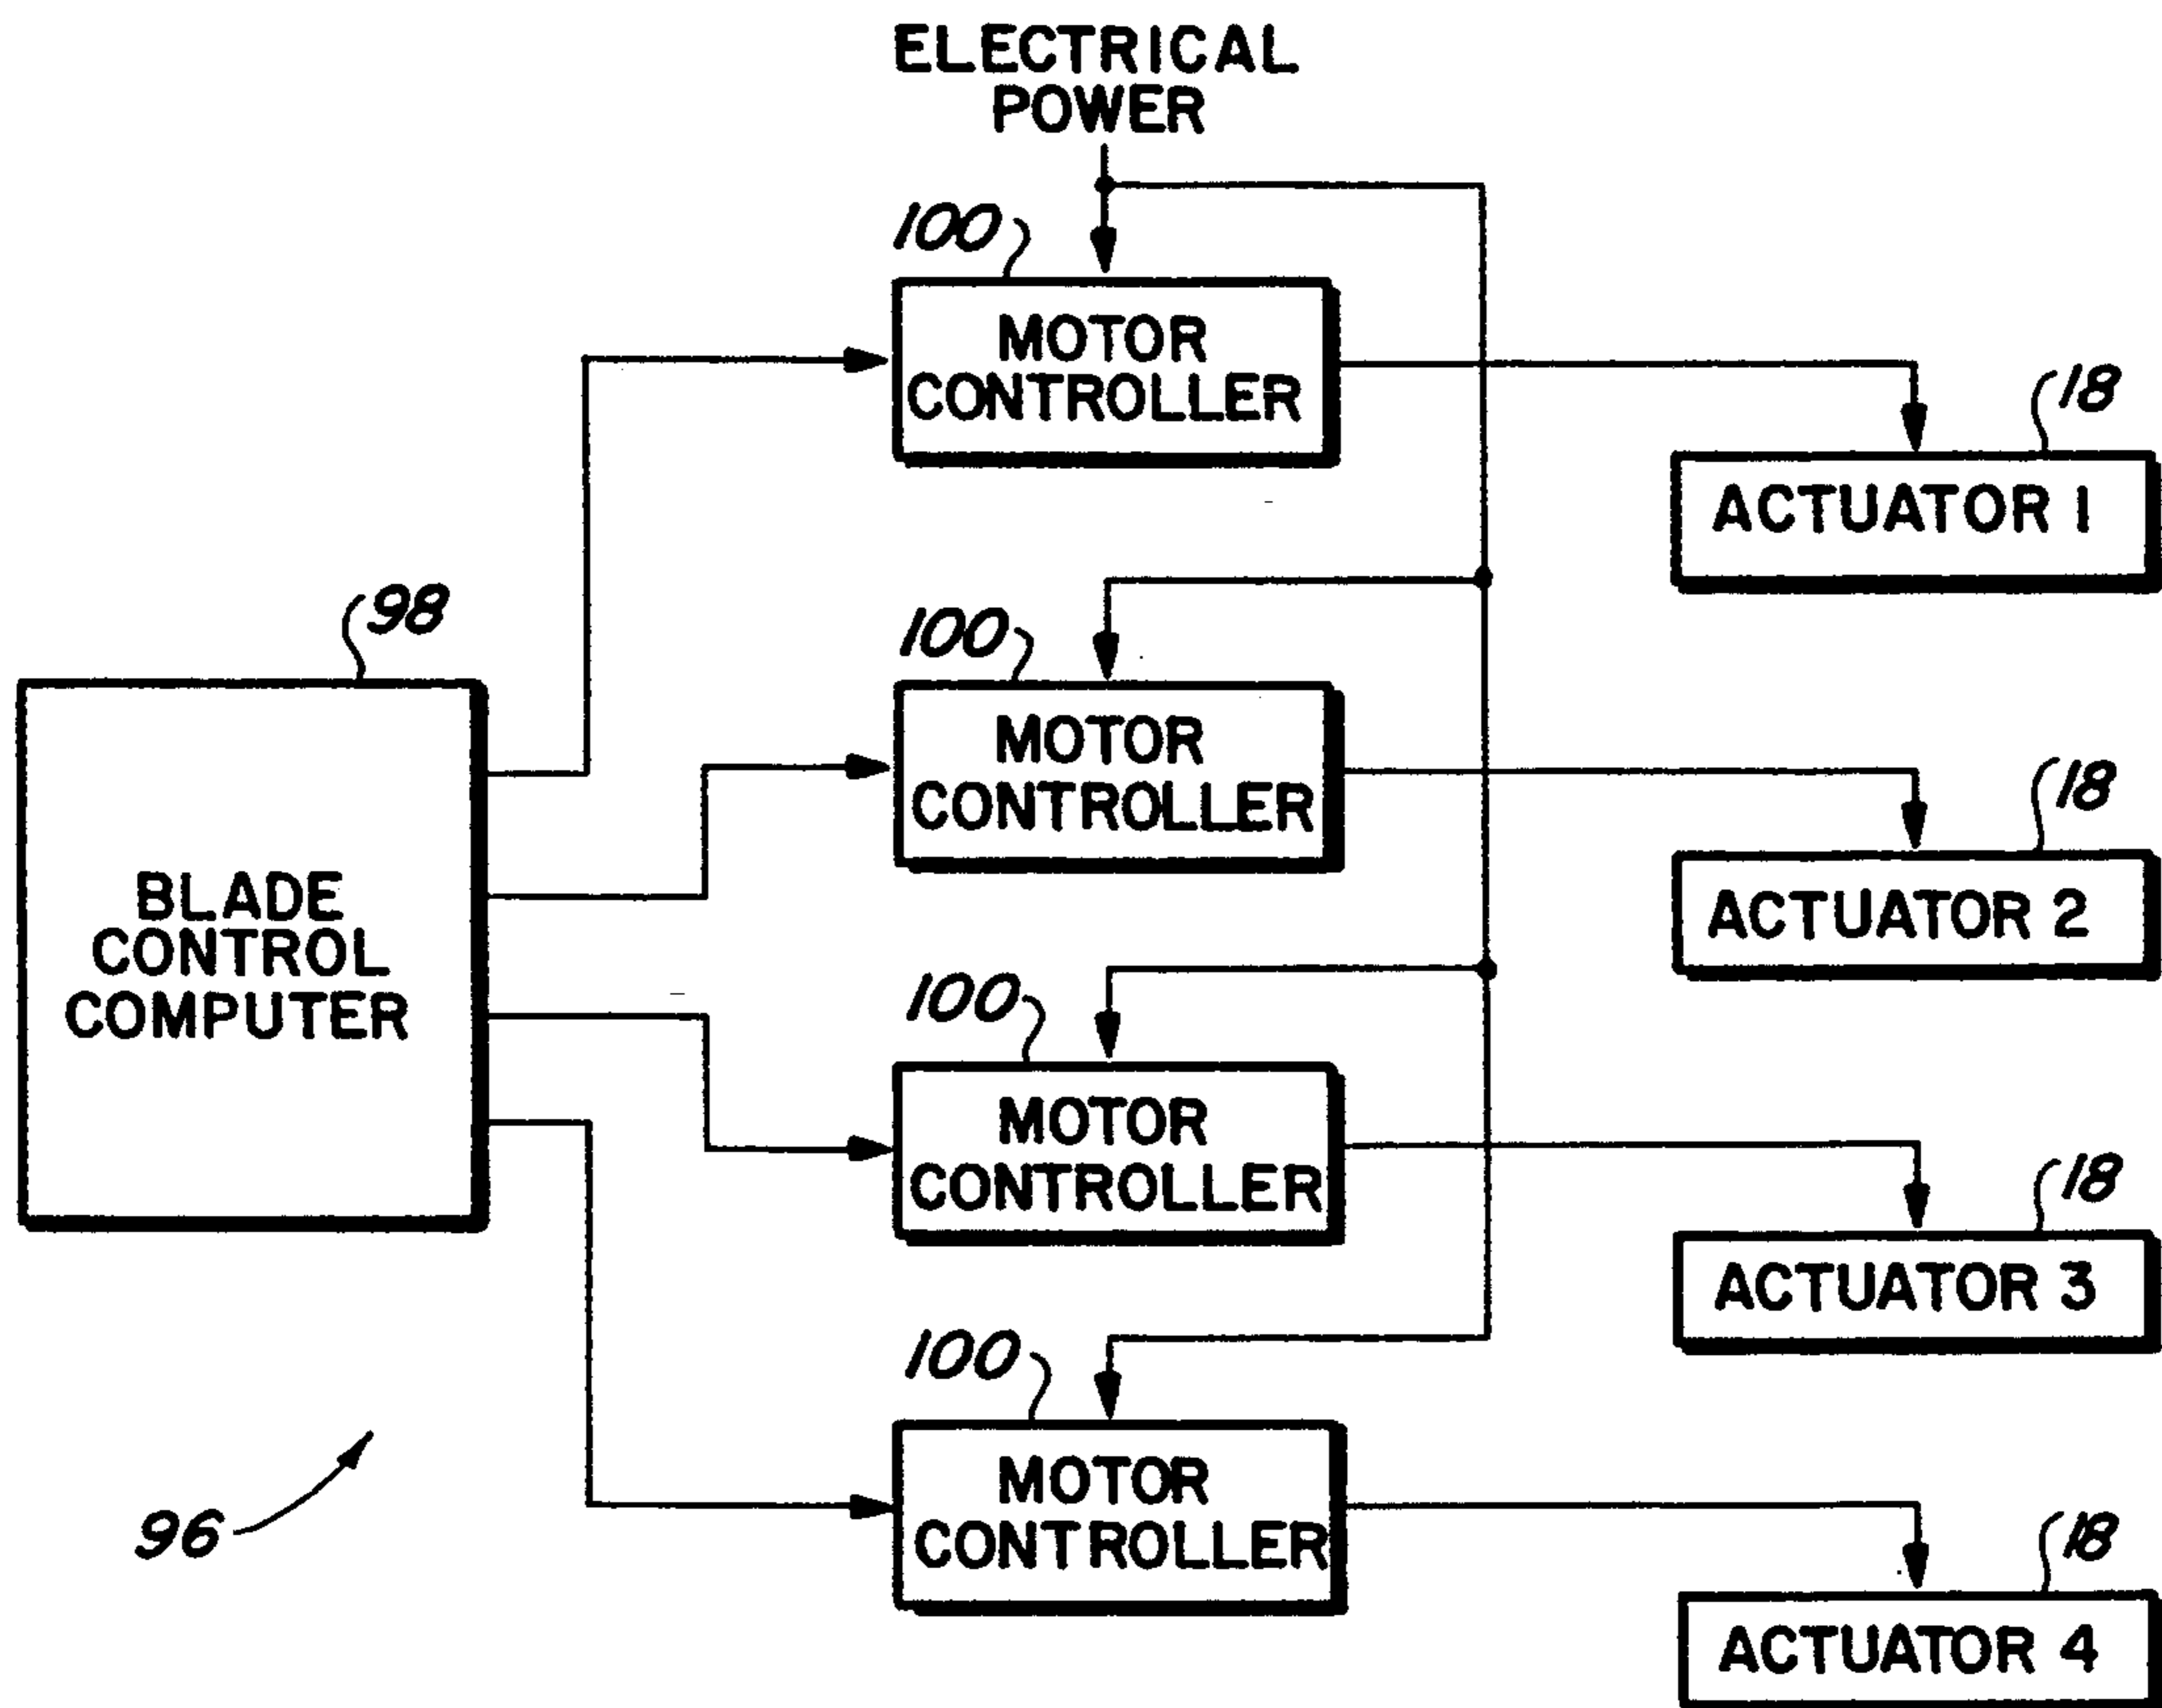 ELECTRICAL
POWER
100
MOTOR
CONTROLLER
18
ACTUATOR 1
98
BLADE
CONTROL
COMPUTER
100
MOTOR
CONTROLLER
18
ACTUATOR 2
100
MOTOR
CONTROLLER
18
ACTUATOR 3
100
MOTOR
CONTROLLER
18
ACTUATOR 4
96